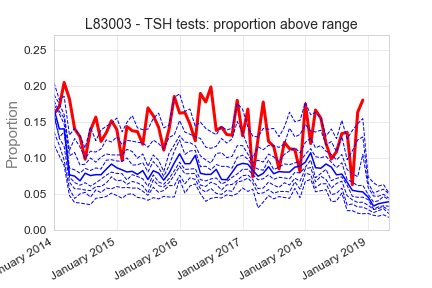 L83003 - TSH tests: proportion above range
Proportion
0.25
0.20
0.15
0.10
0.05
0.00
January 2015
January 2016
January 2017
January 2018
January 2019
2014